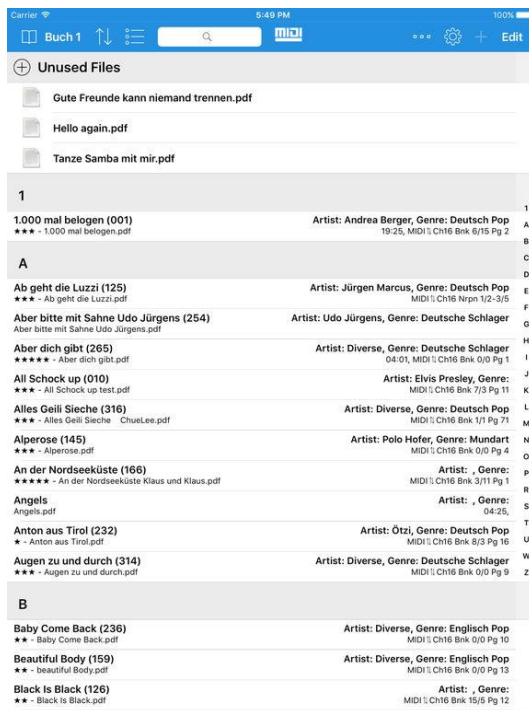 Carrier 5:49 PM 100%
Buch 1 midi Edit
Unused Files
Gute Freunde kann niemand trennen.pdf
Hello again.pdf
Tanze Samba mit mir.pdf
1
1.000 mal belogen (001) Artist: Andrea Berger, Genre: Deutsch Pop
★★★ - 1.000 mal belogen.pdf 19:25, MIDI⇅Ch16 Bnk 6/15 Pg 2
A
Ab geht die Luzzi (125) Artist: Jürgen Marcus, Genre: Deutsch Pop
★★★ - Ab geht die Luzzi.pdf MIDI⇅Ch16 Nrpn 1/2-3/5
Aber bitte mit Sahne Udo Jürgens (254) Artist: Udo Jürgens, Genre: Deutsche Schlager
Aber bitte mit Sahne Udo Jürgens.pdf
Aber dich gibt (265) Artist: Diverse, Genre: Deutsche Schlager
★★★★★ - Aber dich gibt.pdf 04:01, MIDI⇅Ch16 Bnk 0/0 Pg 1
All Schock up (010) Artist: Elvis Presley, Genre:
★★★ - All Schock up test.pdf MIDI⇅Ch16 Bnk 7/3 Pg 11
Alles Geili Sieche (316) Artist: Diverse, Genre: Deutsch Pop
★★★ - Alles Geili Sieche ChueLee.pdf MIDI⇅Ch16 Bnk 1/1 Pg 71
Alperose (145) Artist: Polo Hofer, Genre: Mundart
★★★ - Alperose.pdf MIDI⇅Ch16 Bnk 0/0 Pg 4
An der Nordseeküste (166) Artist: , Genre:
★★★★★ - An der Nordseeküste Klaus und Klaus.pdf MIDI⇅Ch16 Bnk 3/11 Pg 1
Angels Artist: , Genre:
Angels.pdf 04:25,
Anton aus Tirol (232) Artist: Ötzi, Genre: Deutsch Pop
★ - Anton aus Tirol.pdf MIDI⇅Ch16 Bnk 8/3 Pg 16
Augen zu und durch (314) Artist: Diverse, Genre: Deutsche Schlager
★★★ - Augen zu und durch.pdf MIDI⇅Ch16 Bnk 0/0 Pg 9
B
Baby Come Back (236) Artist: Diverse, Genre: Englisch Pop
★★ - Baby Come Back.pdf MIDI⇅Ch16 Bnk 0/0 Pg 10
Beautiful Body (159) Artist: Diverse, Genre: Englisch Pop
★★ - beautiful Body.pdf MIDI⇅Ch16 Bnk 0/0 Pg 13
Black Is Black (126) Artist: , Genre:
★★ - Black Is Black.pdf MIDI⇅Ch16 Bnk 15/5 Pg 12
1
A
B
C
D
E
F
G
H
I
J
K
L
M
N
O
P
R
S
T
U
W
Z